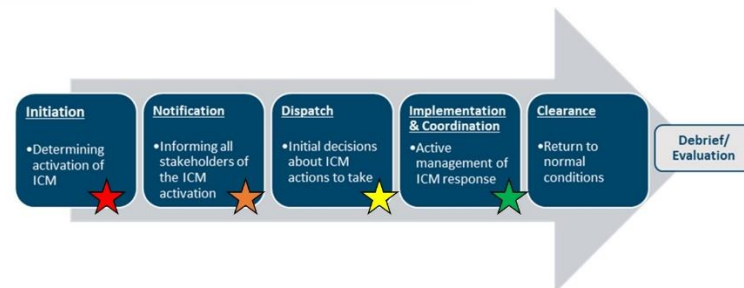 Initiation
•Determining
activation of
ICM
Notification
•Informing all
stakeholders of
the ICM
activation
Dispatch
•Initial decisions
about ICM
actions to take
Implementation
& Coordination
•Active
management of
ICM response
Clearance
•Return to
normal
conditions
Debrief/
Evaluation